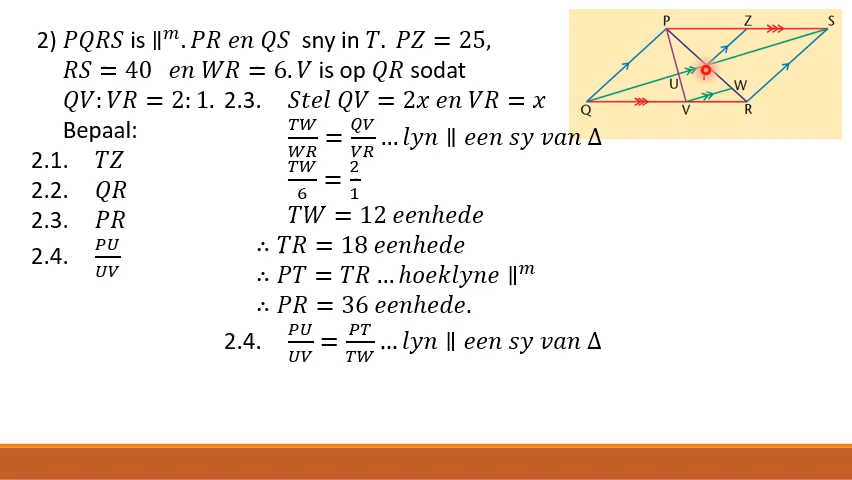 2) PQRS is ∥ᵐ. PR en QS sny in T. PZ = 25,
RS = 40 en WR = 6. V is op QR sodat
QV: VR = 2: 1.
Bepaal:
2.1. TZ
2.2. QR
2.3. PR
2.4. PU/UV
2.3. Stel QV = 2x en VR = x
TW/WR = QV/VR … lyn ∥ een sy van Δ
TW/6 = 2/1
TW = 12 eenhede
∴ TR = 18 eenhede
∴ PT = TR … hoeklyne ∥ᵐ
∴ PR = 36 eenhede.
2.4. PU/UV = PT/TW … lyn ∥ een sy van Δ
P Z S
U W
Q V R